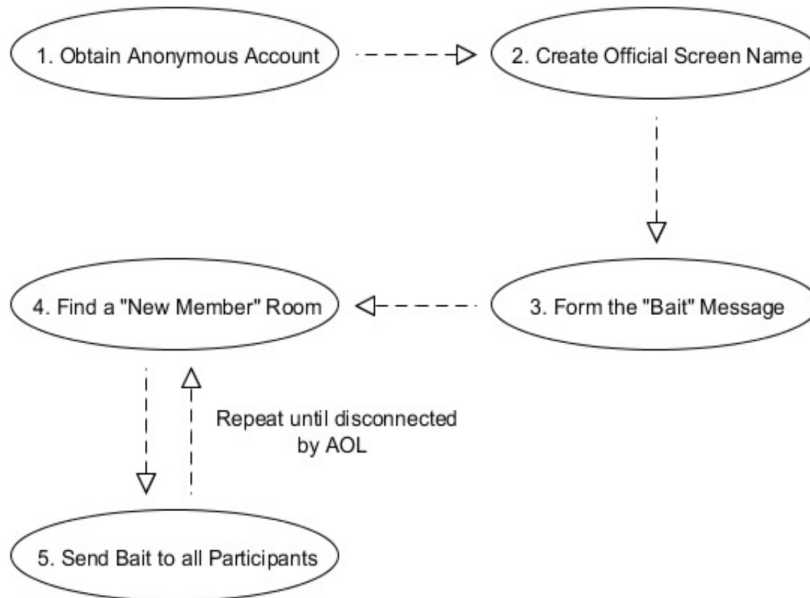 1. Obtain Anonymous Account
2. Create Official Screen Name
3. Form the "Bait" Message
4. Find a "New Member" Room
Repeat until disconnected
by AOL
5. Send Bait to all Participants